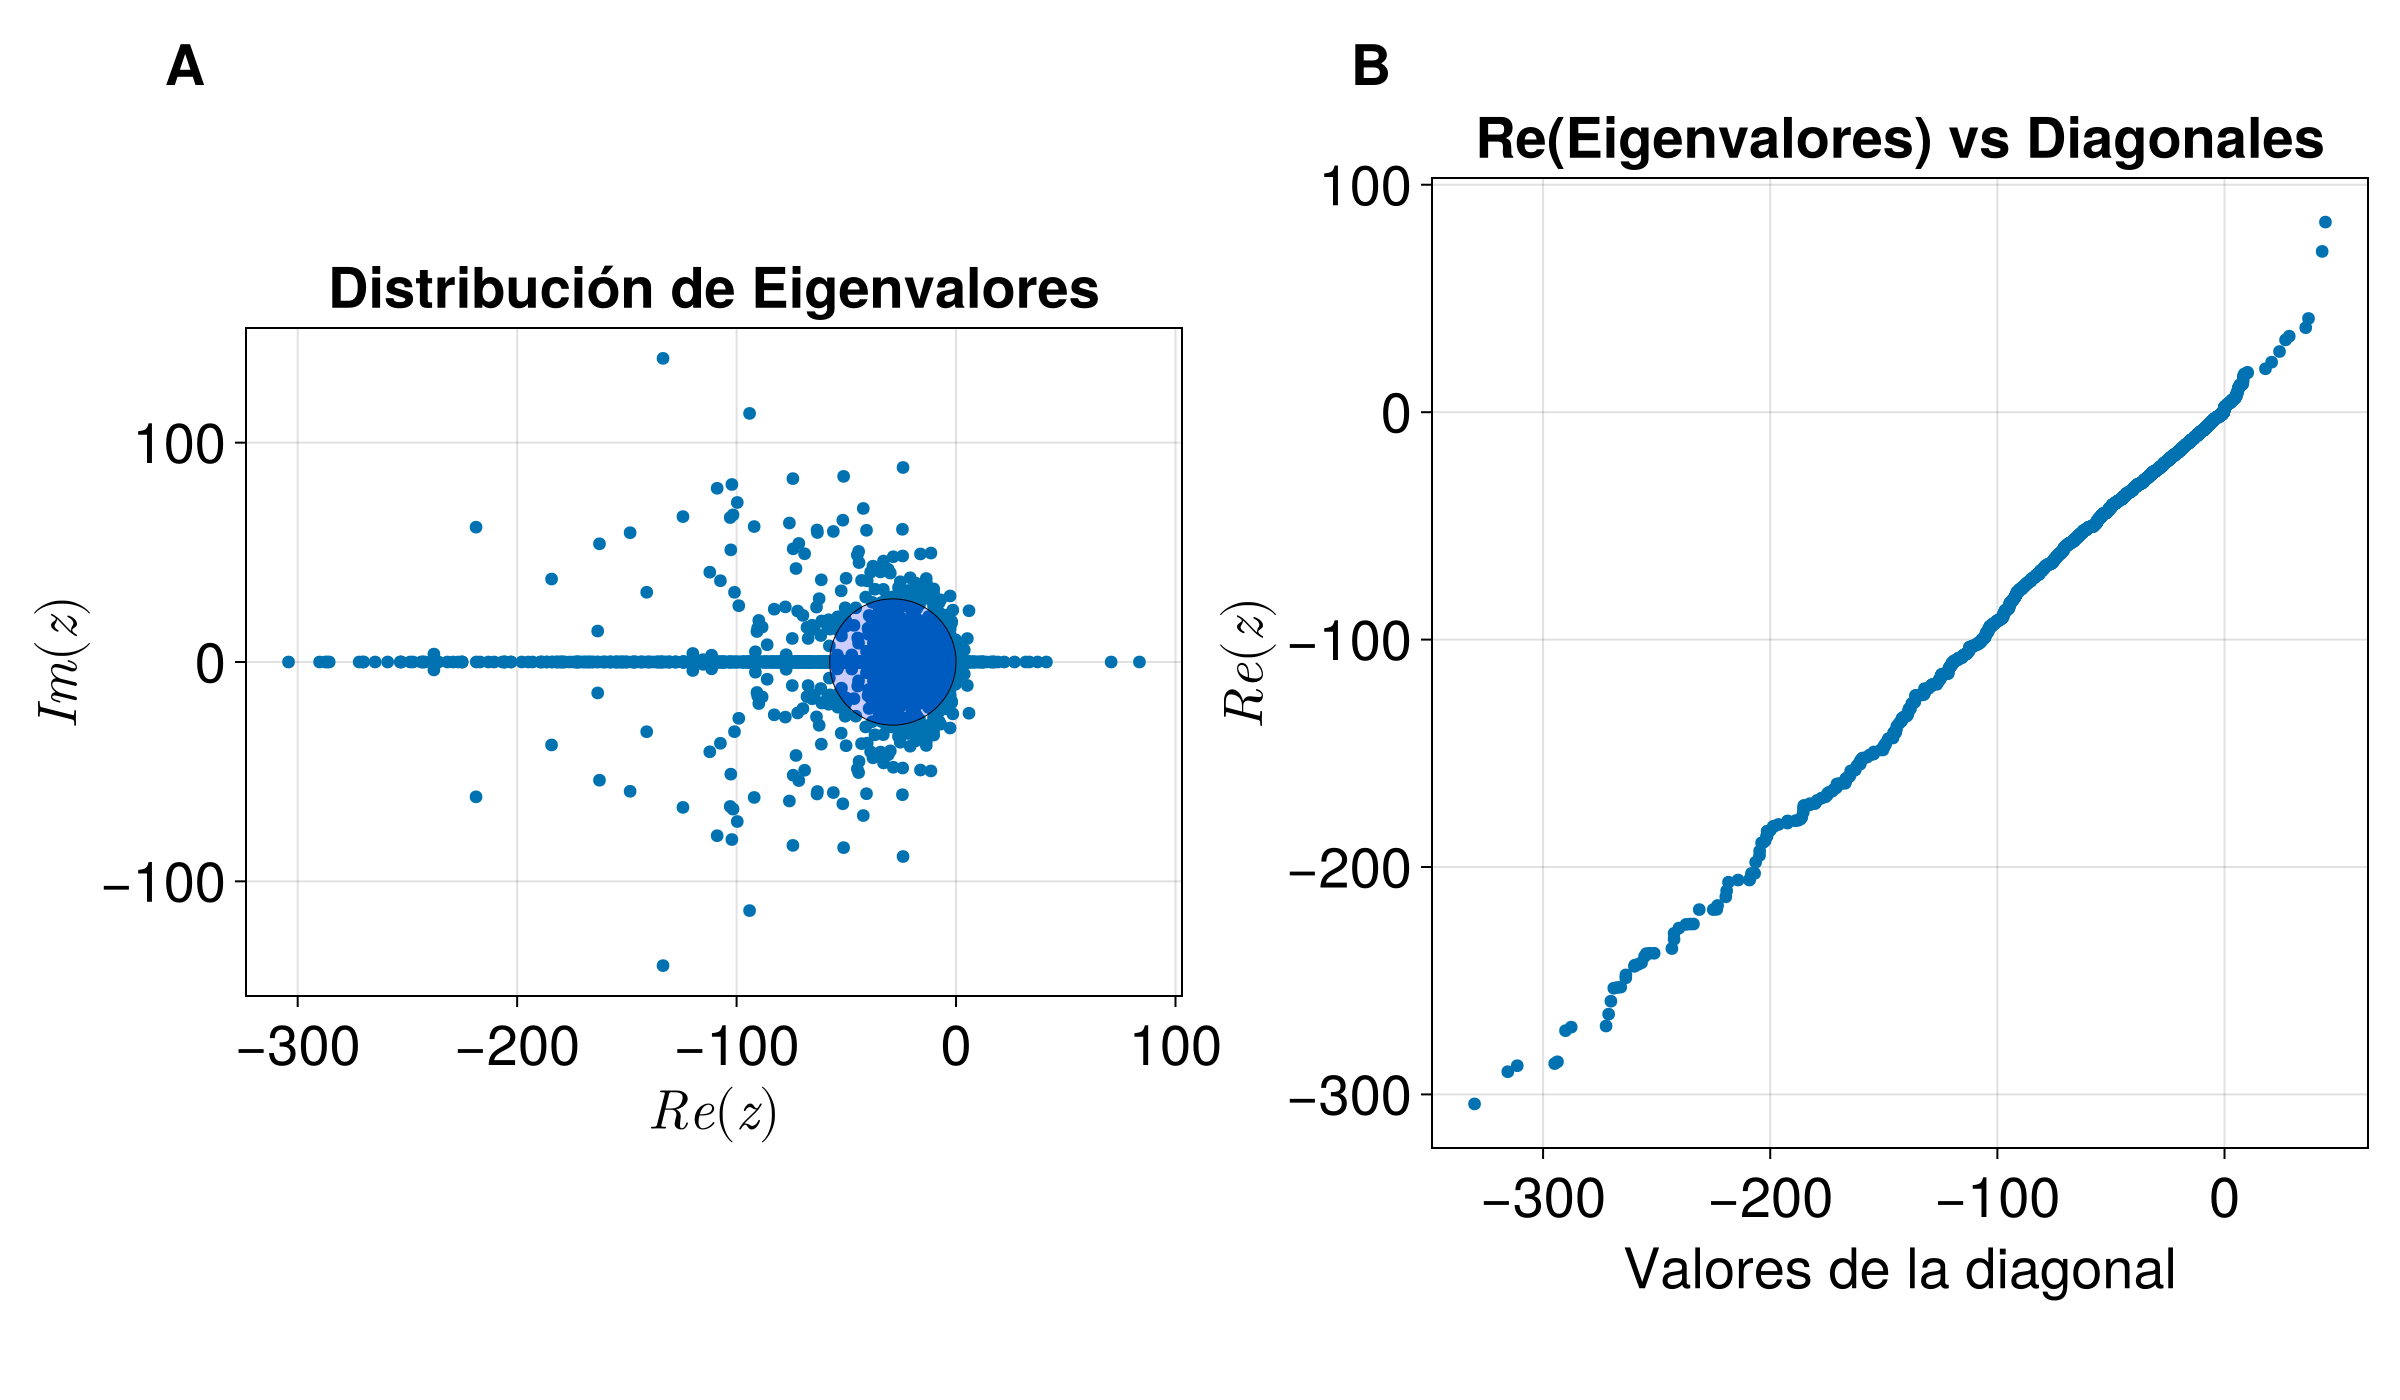 A
Distribución de Eigenvalores
Im(z)
100
0
−100
−300
−200
−100
0
100
Re(z)
B
Re(Eigenvalores) vs Diagonales
Re(z)
100
0
−100
−200
−300
−300
−200
−100
0
Valores de la diagonal